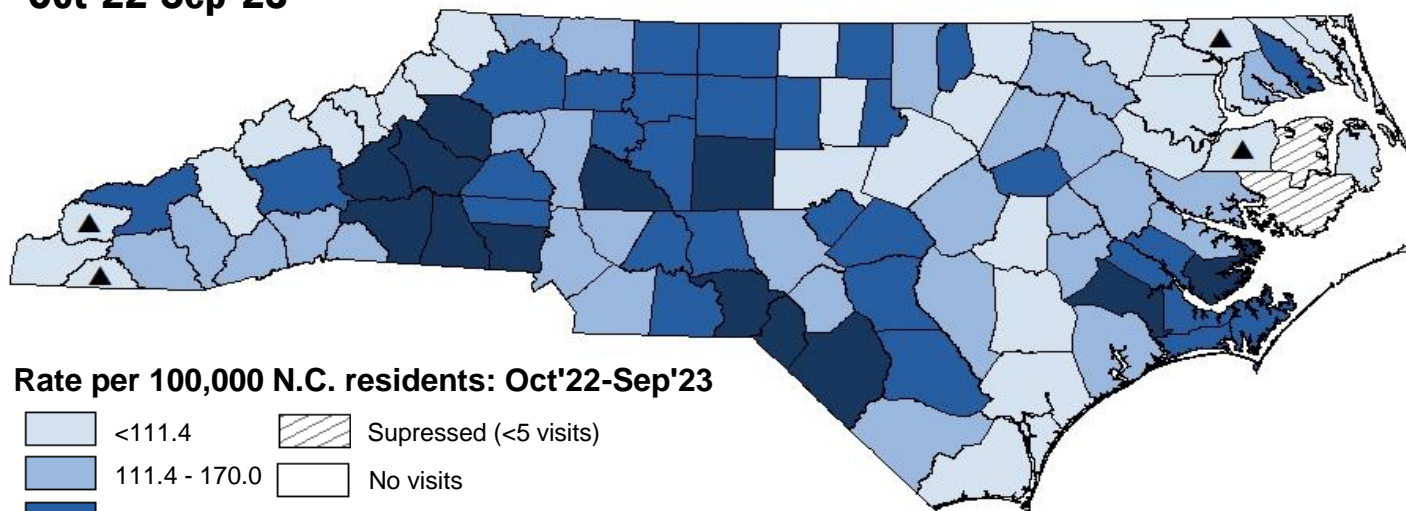 Oct'22-Sep'23
Rate per 100,000 N.C. residents: Oct'22-Sep'23
<111.4
Supressed (<5 visits)
111.4 - 170.0
No visits